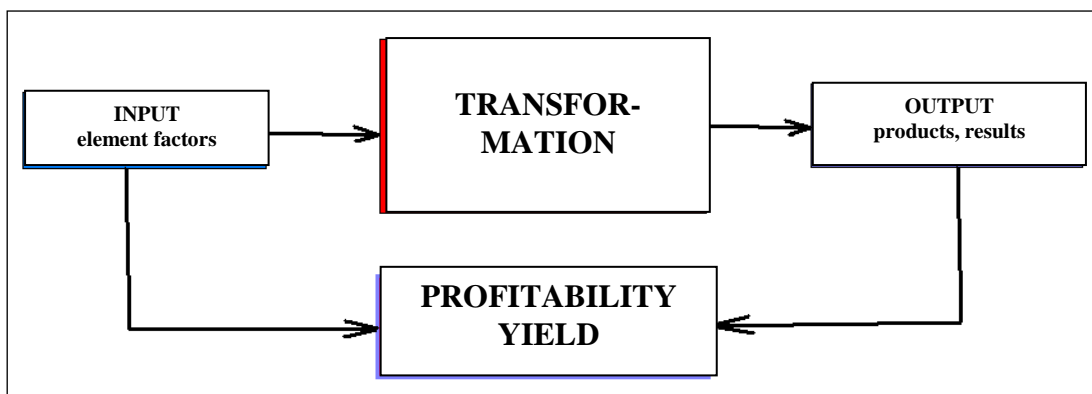 INPUT
element factors
TRANSFOR-
MATION
OUTPUT
products, results
PROFITABILITY
YIELD